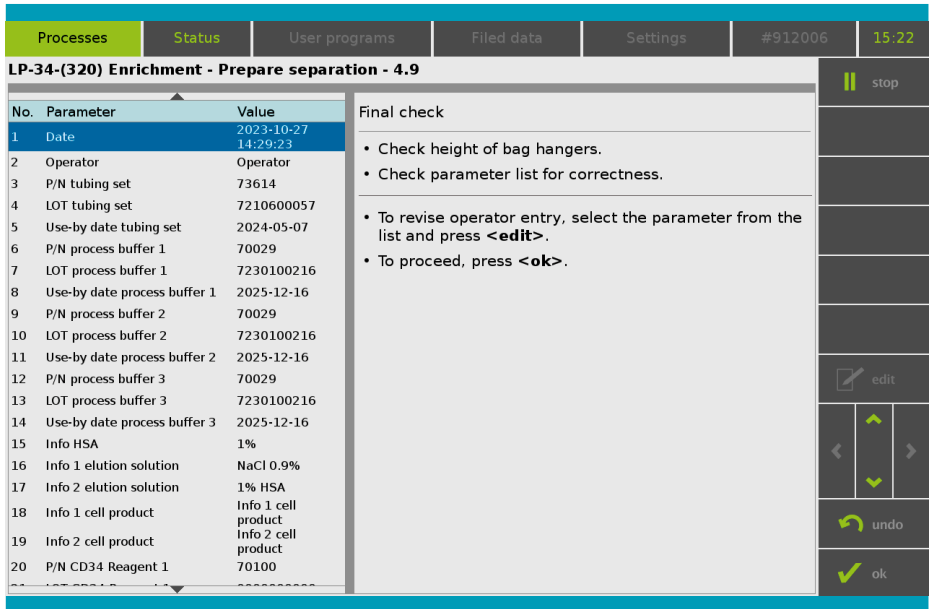 Processes Status User programs Filed data Settings #912006 15:22
LP-34-(320) Enrichment - Prepare separation - 4.9
stop
No. Parameter Value
1 Date 2023-10-27
14:29:23
2 Operator Operator
3 P/N tubing set 73614
4 LOT tubing set 7210600057
5 Use-by date tubing set 2024-05-07
6 P/N process buffer 1 70029
7 LOT process buffer 1 7230100216
8 Use-by date process buffer 1 2025-12-16
9 P/N process buffer 2 70029
10 LOT process buffer 2 7230100216
11 Use-by date process buffer 2 2025-12-16
12 P/N process buffer 3 70029
13 LOT process buffer 3 7230100216
14 Use-by date process buffer 3 2025-12-16
15 Info HSA 1%
16 Info 1 elution solution NaCl 0.9%
17 Info 2 elution solution 1% HSA
18 Info 1 cell product Info 1 cell
product
19 Info 2 cell product Info 2 cell
product
20 P/N CD34 Reagent 1 70100
Final check
• Check height of bag hangers.
• Check parameter list for correctness.
• To revise operator entry, select the parameter from the
list and press <edit>.
• To proceed, press <ok>.
edit
undo
ok